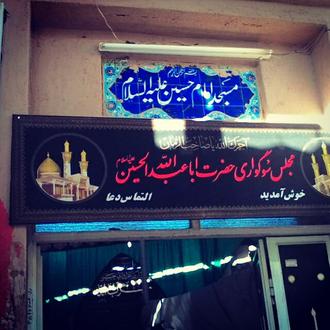 مسجد امام حسین علیه السلام
آجرک الله یا صاحب الزمان
مجلس سوگواری حضرت اباعبدالله الحسین علیه السلام
خوش آمدید
التماس دعا